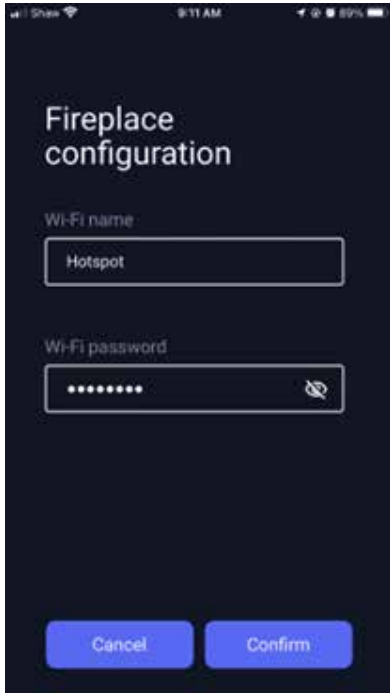 Shaw 9:11 AM 89%
Fireplace
configuration
Wi-Fi name
Hotspot
Wi-Fi password
••••••••
Cancel Confirm